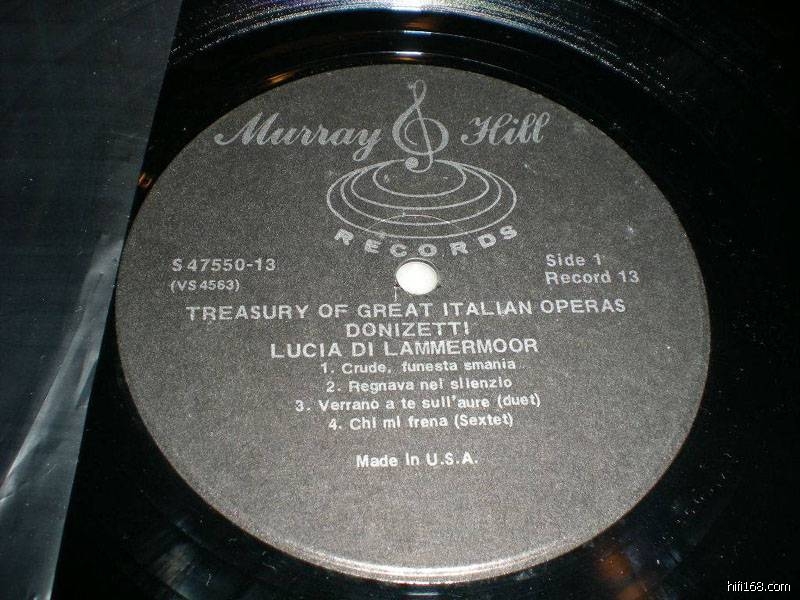 Murray Hill
RECORDS
S 47550-13
(VS 4563)
Side 1
Record 13
TREASURY OF GREAT ITALIAN OPERAS
DONIZETTI
LUCIA DI LAMMERMOOR
1. Crude, funesta smania
2. Regnava nel silenzio
3. Verrano a te sull'aure (duet)
4. Chi mi frena (Sextet)
Made in U.S.A.
hifi168.com